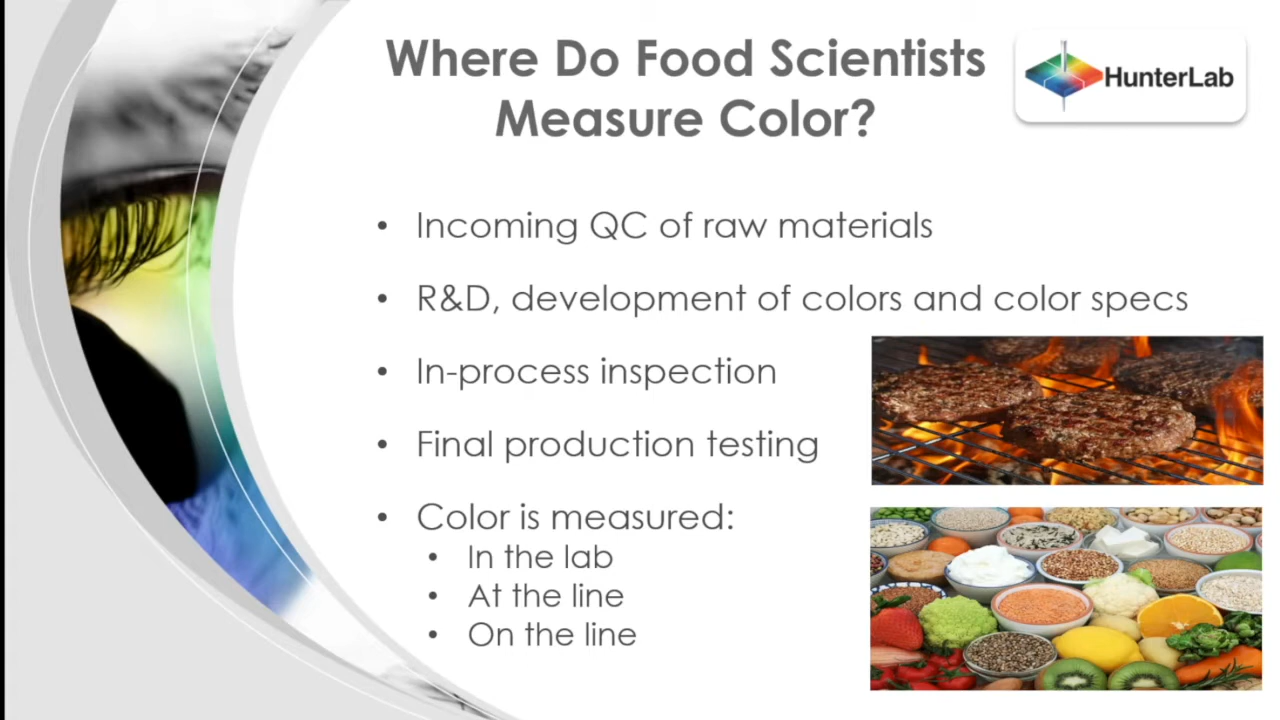 Where Do Food Scientists
Measure Color?
HunterLab
• Incoming QC of raw materials
• R&D, development of colors and color specs
• In-process inspection
• Final production testing
• Color is measured:
• In the lab
• At the line
• On the line